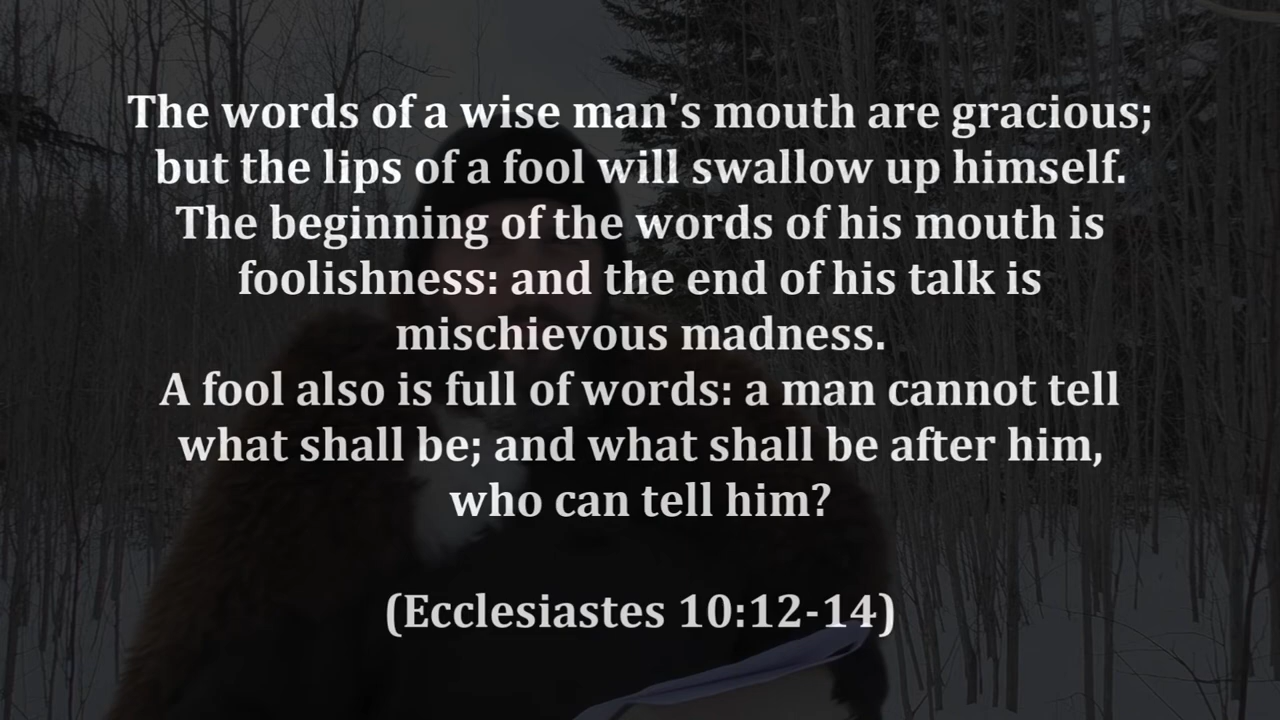 The words of a wise man's mouth are gracious;
but the lips of a fool will swallow up himself.
The beginning of the words of his mouth is
foolishness: and the end of his talk is
mischievous madness.
A fool also is full of words: a man cannot tell
what shall be; and what shall be after him,
who can tell him?
(Ecclesiastes 10:12-14)